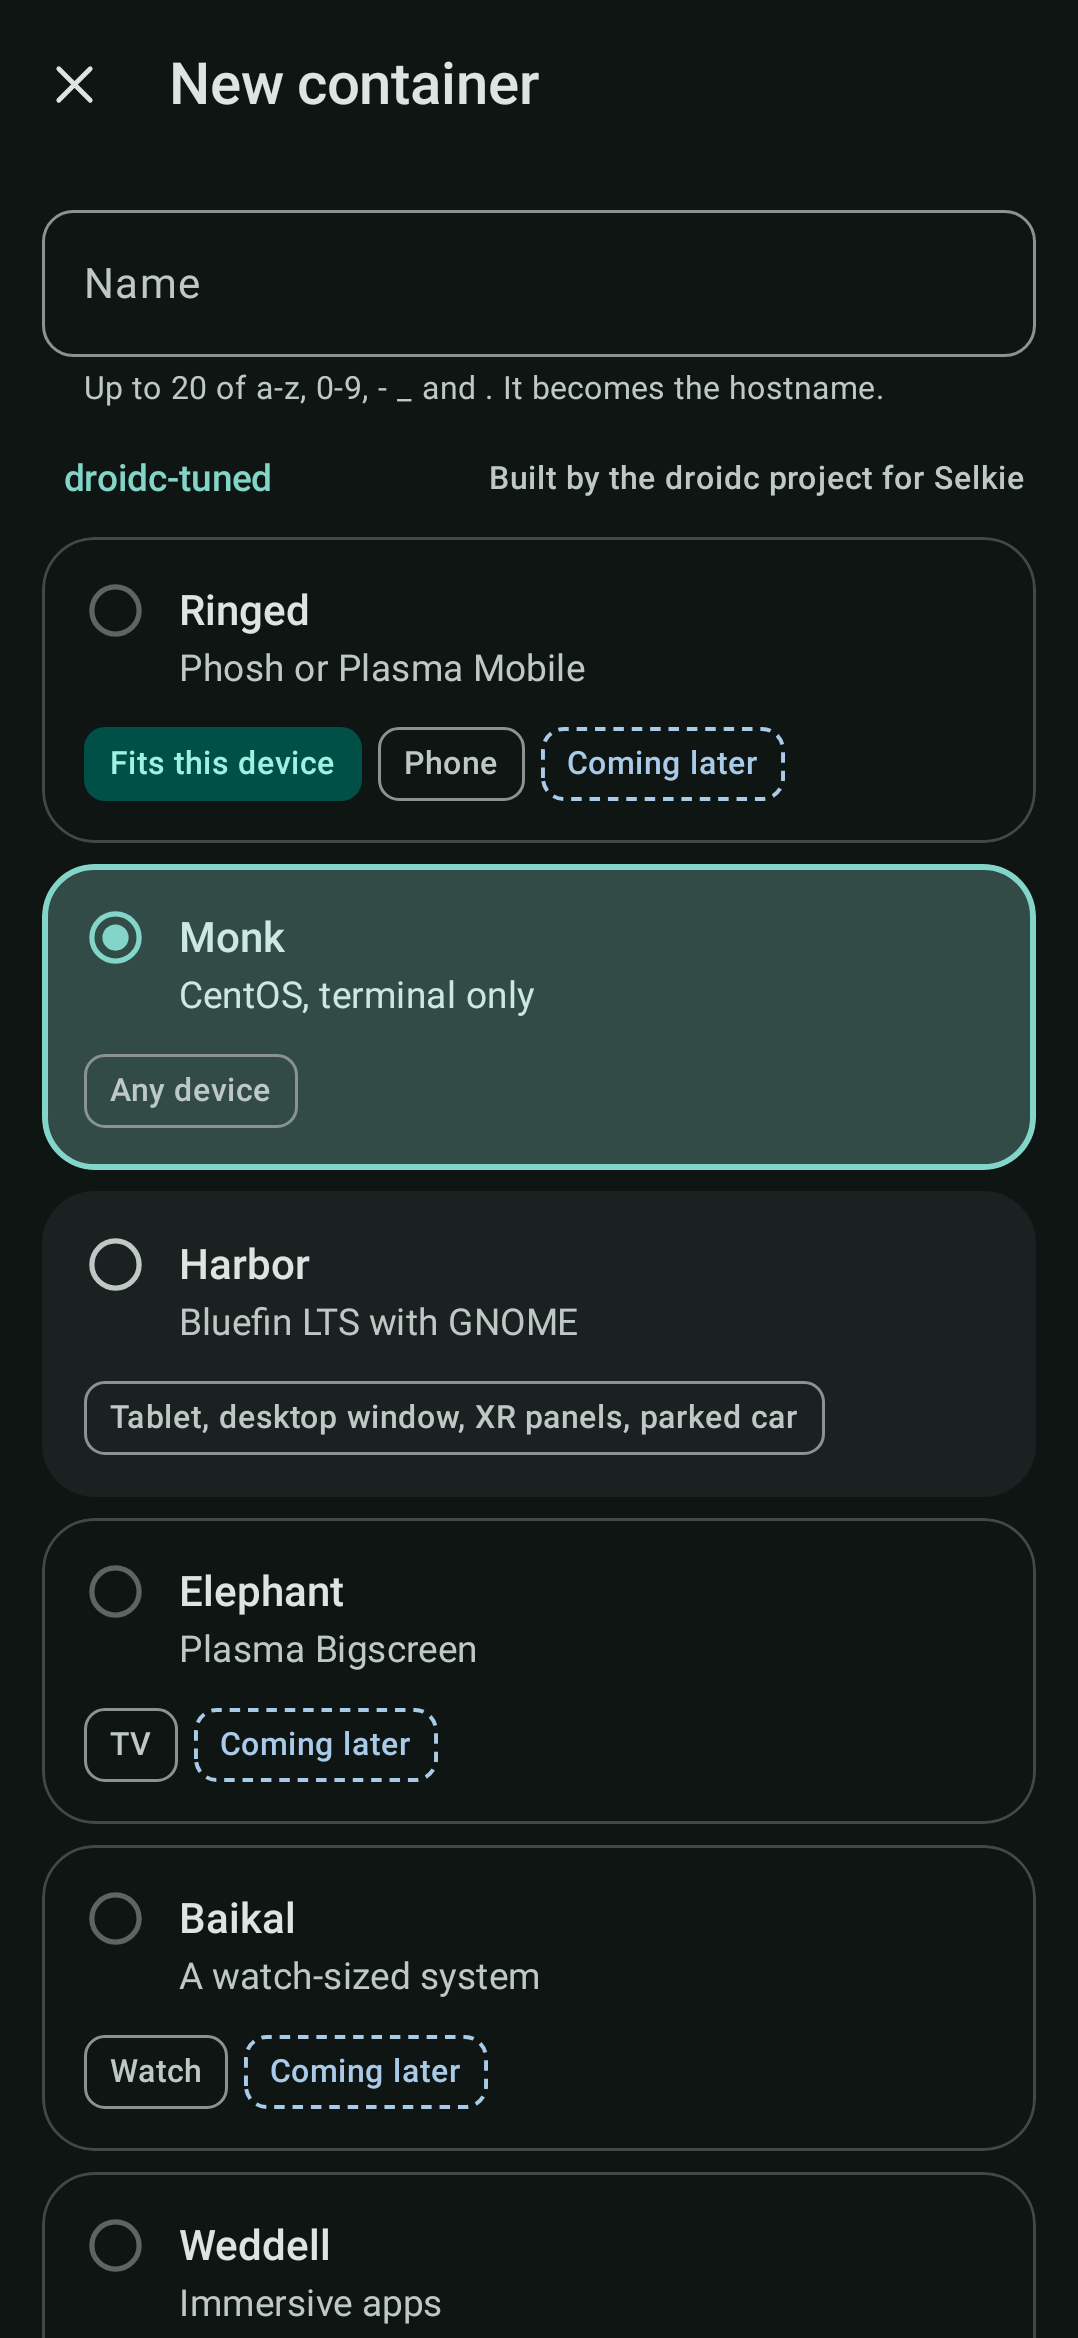 New container
Name
Up to 20 of a-z, 0-9, - _ and . It becomes the hostname.
droidc-tuned
Built by the droidc project for Selkie
Ringed
Phosh or Plasma Mobile
Fits this device
Phone
Coming later
Monk
CentOS, terminal only
Any device
Harbor
Bluefin LTS with GNOME
Tablet, desktop window, XR panels, parked car
Elephant
Plasma Bigscreen
TV
Coming later
Baikal
A watch-sized system
Watch
Coming later
Weddell
Immersive apps